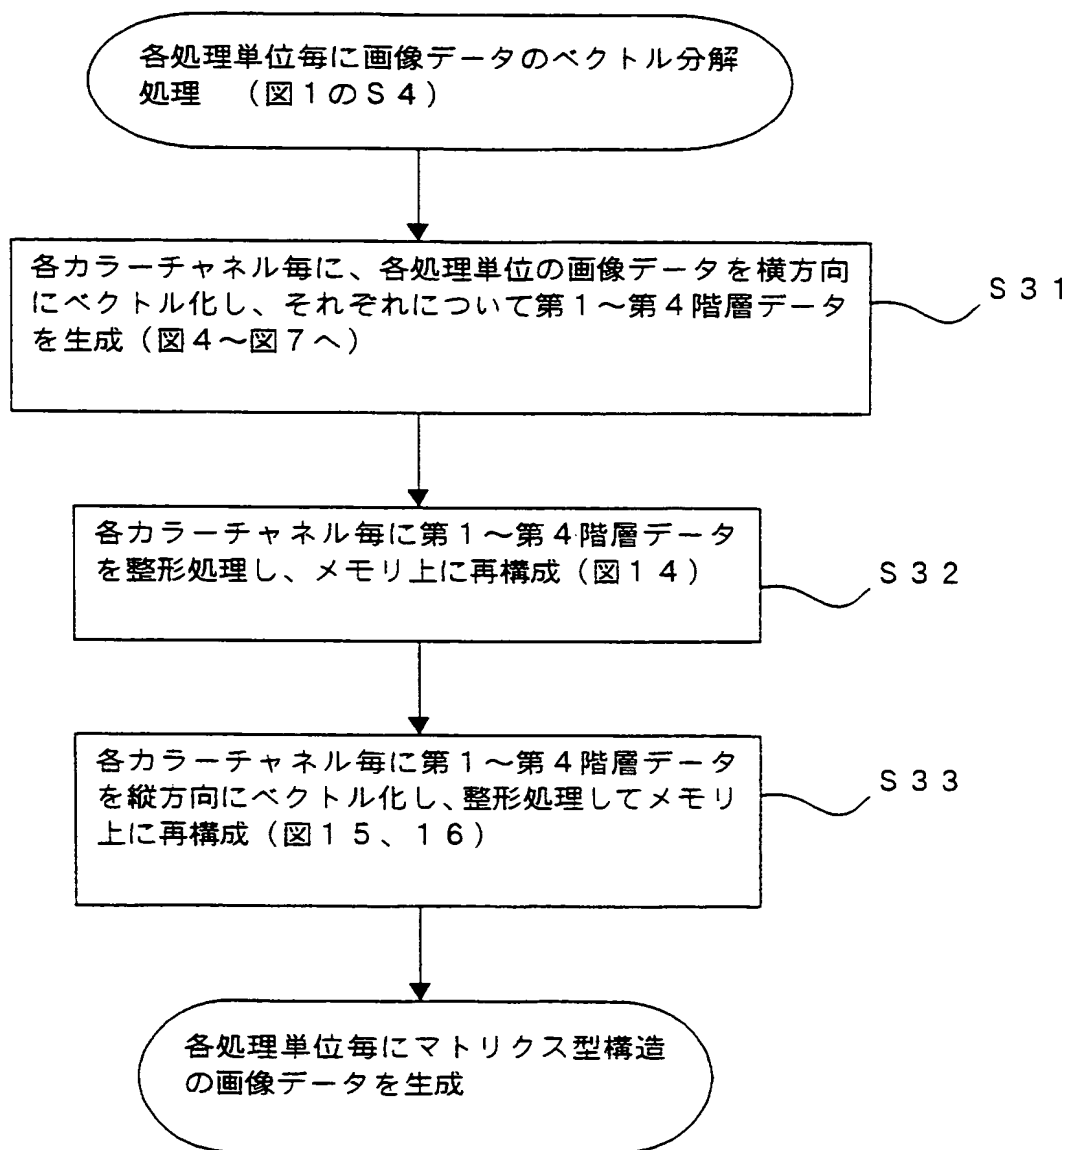 各処理単位毎に画像データのベクトル分解
処理　（図１のＳ４）
各カラーチャネル毎に、各処理単位の画像データを横方向
にベクトル化し、それぞれについて第１～第４階層データ
を生成（図４～図７へ）
Ｓ３１
各カラーチャネル毎に第１～第４階層データ
を整形処理し、メモリ上に再構成（図１４）
Ｓ３２
各カラーチャネル毎に第１～第４階層データ
を縦方向にベクトル化し、整形処理してメモリ
上に再構成（図１５、１６）
Ｓ３３
各処理単位毎にマトリクス型構造
の画像データを生成